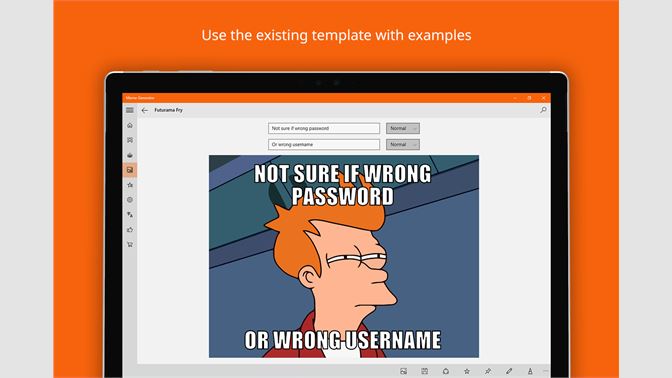 Use the existing template with examples
Meme Generator
Futurama Fry
Not sure if wrong password
Normal
Or wrong username
Normal
NOT SURE IF WRONG
PASSWORD
OR WRONG USERNAME